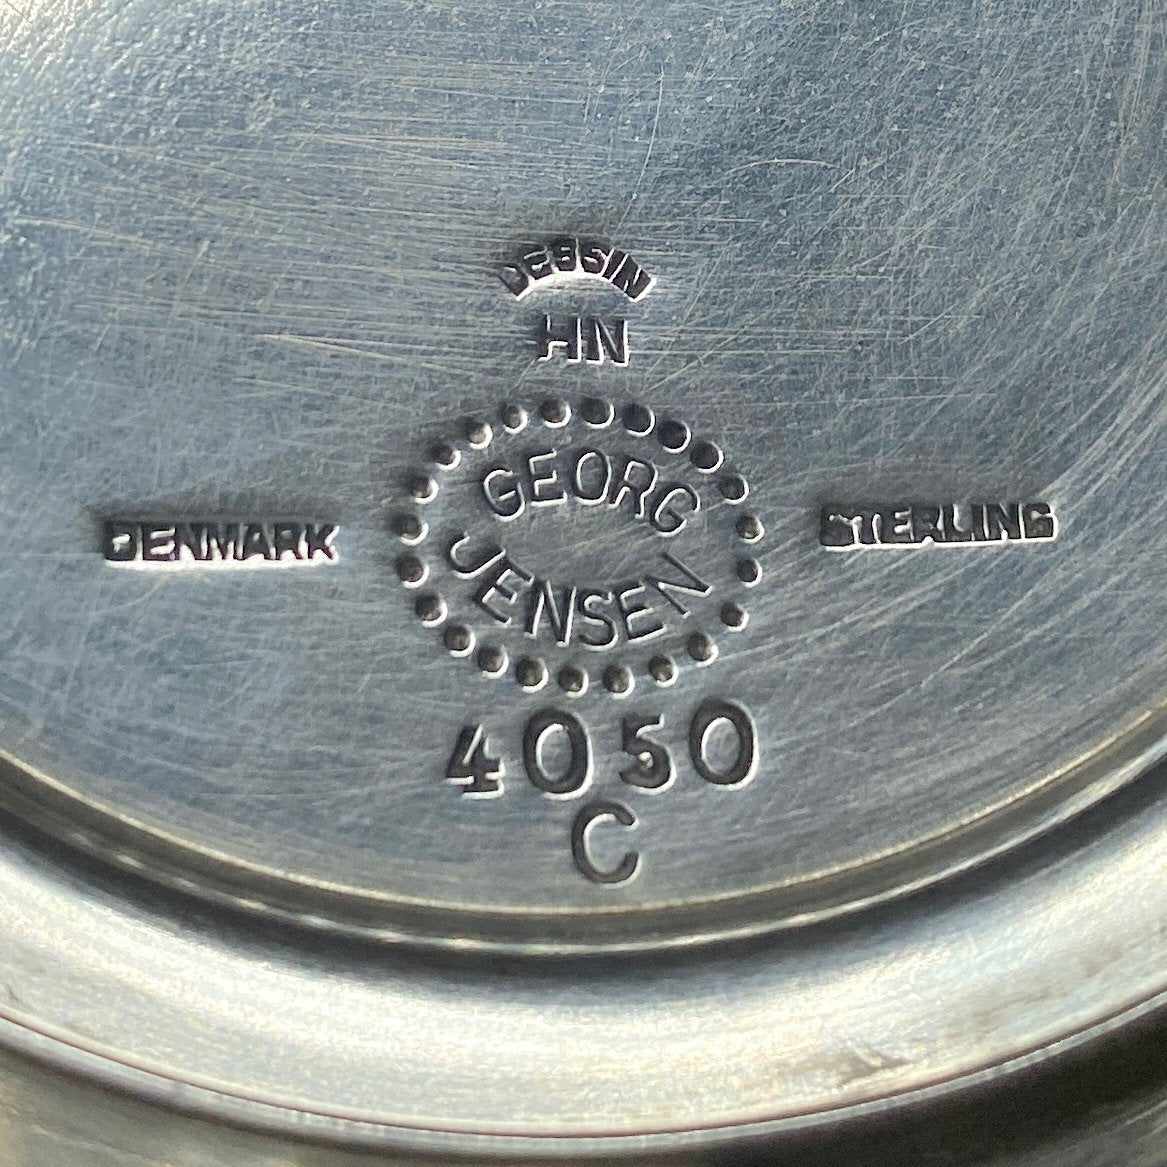 DESSIN
HN
GEORG
JENSEN
DENMARK
STERLING
4050
C